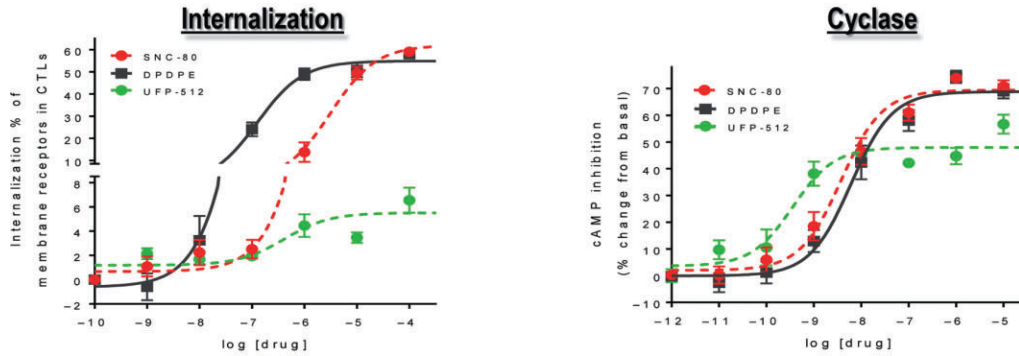 Internalization
Internalization % of
membrane receptors in CTLs
60
50
40
30
20
10
8
6
4
2
0
−2
SNC-80
DPDPE
UFP-512
−10 −9 −8 −7 −6 −5 −4
log [drug]
Cyclase
cAMP inhibition
(% change from basal)
70
60
50
40
30
20
10
0
−10
SNC-80
DPDPE
UFP-512
−12 −11 −10 −9 −8 −7 −6 −5
log [drug]